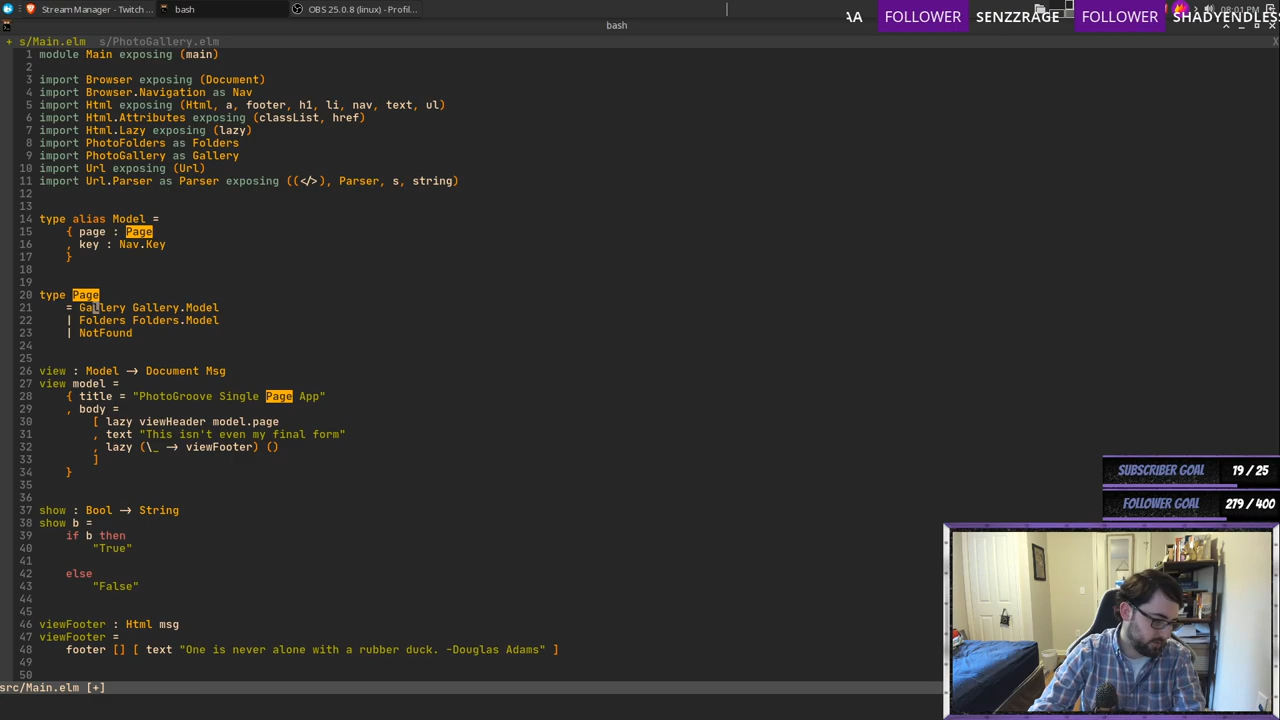 Stream Manager - Twitch ... bash OBS 25.0.8 (linux) - Profil... 08:01 PM
bash
AA FOLLOWER SENZZRAGE FOLLOWER SHADYENDLES
+ s/Main.elm s/PhotoGallery.elm X
1 module Main exposing (main)
2
3 import Browser exposing (Document)
4 import Browser.Navigation as Nav
5 import Html exposing (Html, a, footer, h1, li, nav, text, ul)
6 import Html.Attributes exposing (classList, href)
7 import Html.Lazy exposing (lazy)
8 import PhotoFolders as Folders
9 import PhotoGallery as Gallery
10 import Url exposing (Url)
11 import Url.Parser as Parser exposing ((</>), Parser, s, string)
12
13
14 type alias Model =
15 { page : Page
16 , key : Nav.Key
17 }
18
19
20 type Page
21 = Gallery Gallery.Model
22 | Folders Folders.Model
23 | NotFound
24
25
26 view : Model → Document Msg
27 view model =
28 { title = "PhotoGroove Single Page App"
29 , body =
30 [ lazy viewHeader model.page
31 , text "This isn't even my final form"
32 , lazy (\_ → viewFooter) ()
33 ]
34 }
35
36
37 show : Bool → String
38 show b =
39 if b then
40 "True"
41
42 else
43 "False"
44
45
46 viewFooter : Html msg
47 viewFooter =
48 footer [] [ text "One is never alone with a rubber duck. -Douglas Adams" ]
49
50
src/Main.elm [+]
SUBSCRIBER GOAL 19 / 25
FOLLOWER GOAL 279 / 400